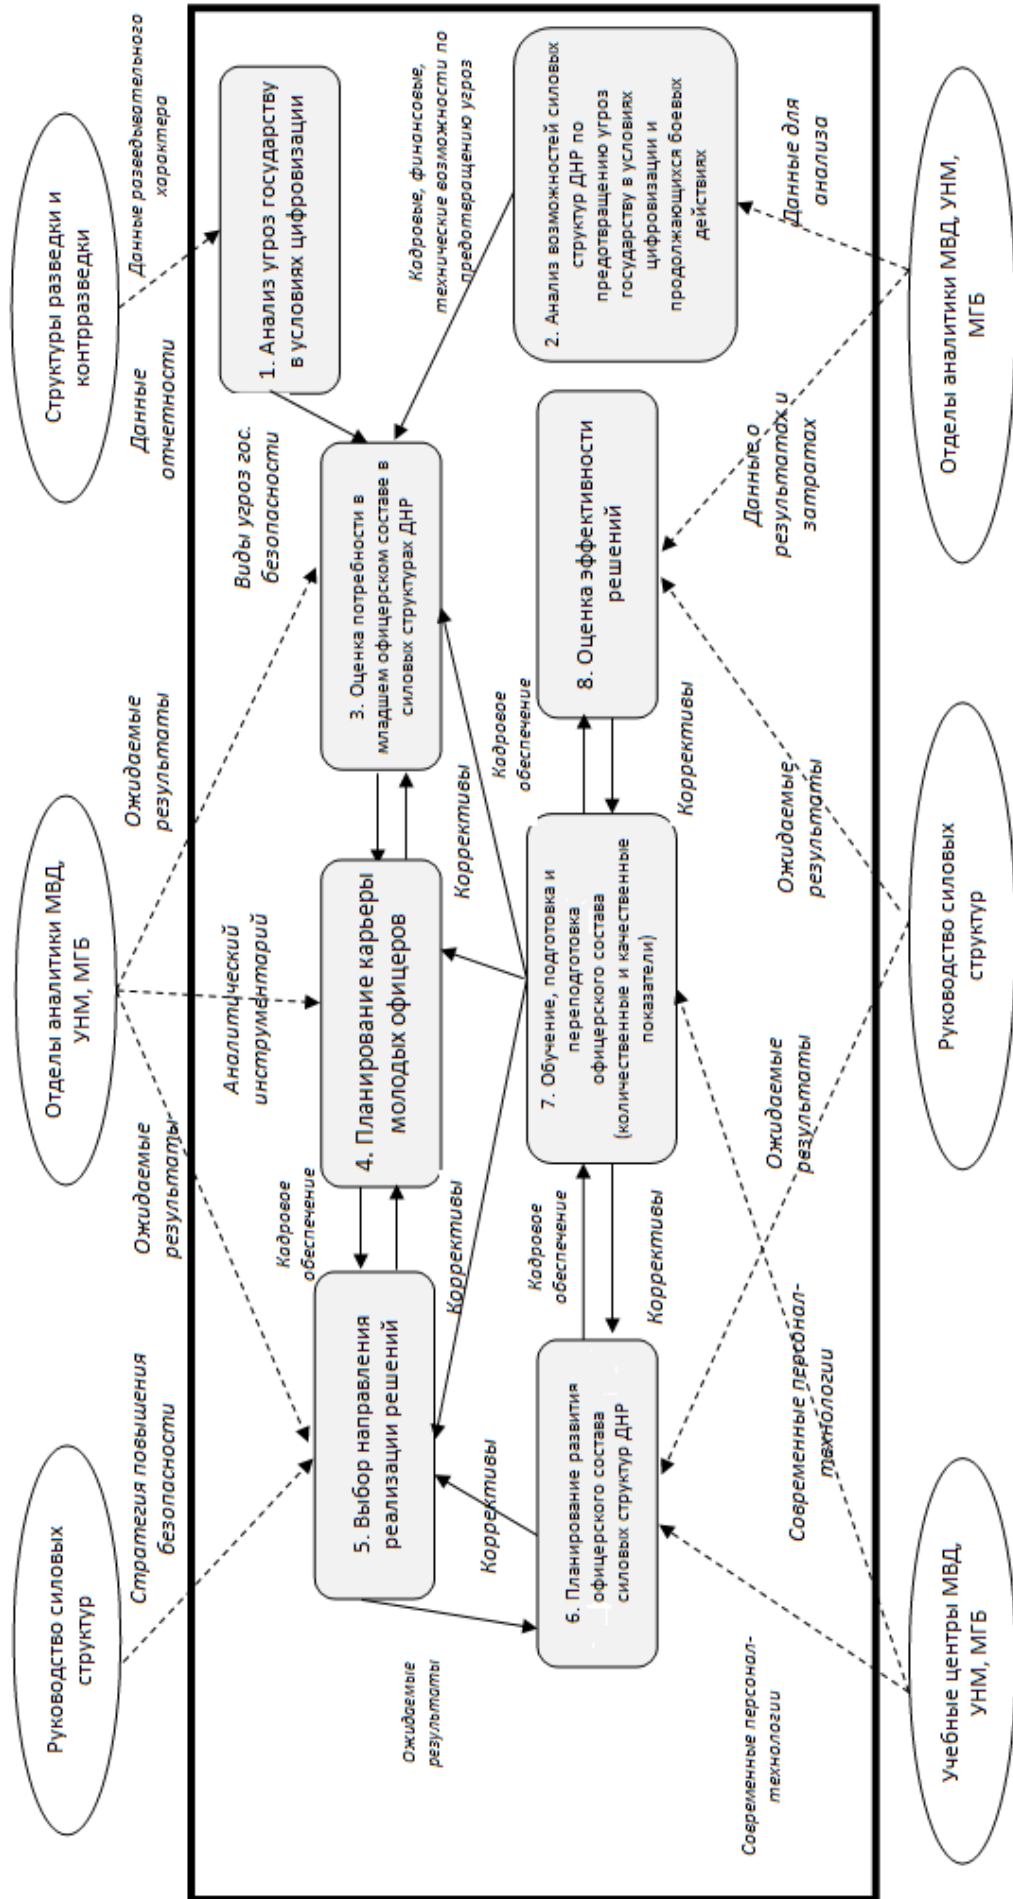 Руководство силовых
структур
Отделы аналитики МВД,
УНМ, МГБ
Структуры разведки и
контрразведки
Стратегия повышения
безопасности
Ожидаемые
результаты
Аналитический
инструментарий
Ожидаемые
результаты
Виды угроз гос.
безопасности
Данные
отчетности
Данные разведывательного
характера
5. Выбор направления
реализации решений
Кадровое
обеспечение
4. Планирование карьеры
молодых офицеров
3. Оценка потребности в
младшем офицерском составе в
силовых структурах ДНР
1. Анализ угроз государству
в условиях цифровизации
Кадровые, финансовые,
технические возможности по
предотвращению угроз
Ожидаемые
результаты
Коррективы
Коррективы
Коррективы
Коррективы
Кадровое
обеспечение
Кадровое
обеспечение
6. Планирование развития
офицерского состава
силовых структур ДНР
7. Обучение, подготовка и
переподготовка
офицерского состава
(количественные и качественные
показатели)
8. Оценка эффективности
решений
2. Анализ возможностей силовых
структур ДНР по
предотвращению угроз
государству в условиях
цифровизации и
продолжающихся боевых
действиях
Коррективы
Коррективы
Современные персонал-
технологии
Современные персонал-
технологии
Ожидаемые
результаты
Ожидаемые
результаты
Данные о
результатах и
затратах
Данные для
анализа
Учебные центры МВД,
УНМ, МГБ
Руководство силовых
структур
Отделы аналитики МВД, УНМ,
МГБ